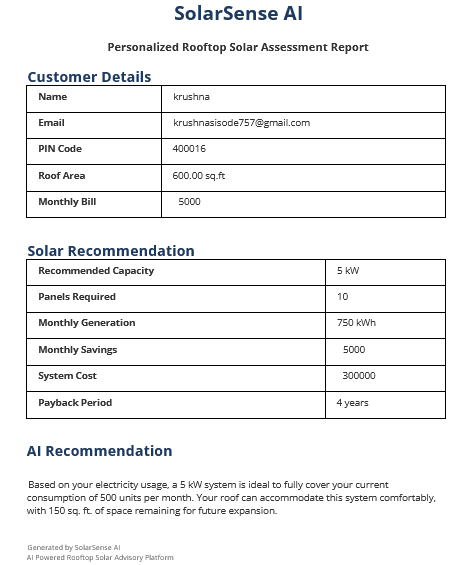 SolarSense AI
Personalized Rooftop Solar Assessment Report
Customer Details
Name krushna
Email krushnasisode757@gmail.com
PIN Code 400016
Roof Area 600.00 sq.ft
Monthly Bill 5000
Solar Recommendation
Recommended Capacity 5 kW
Panels Required 10
Monthly Generation 750 kWh
Monthly Savings 5000
System Cost 300000
Payback Period 4 years
AI Recommendation
Based on your electricity usage, a 5 kW system is ideal to fully cover your current
consumption of 500 units per month. Your roof can accommodate this system comfortably,
with 150 sq. ft. of space remaining for future expansion.
Generated by SolarSense AI
AI Powered Rooftop Solar Advisory Platform